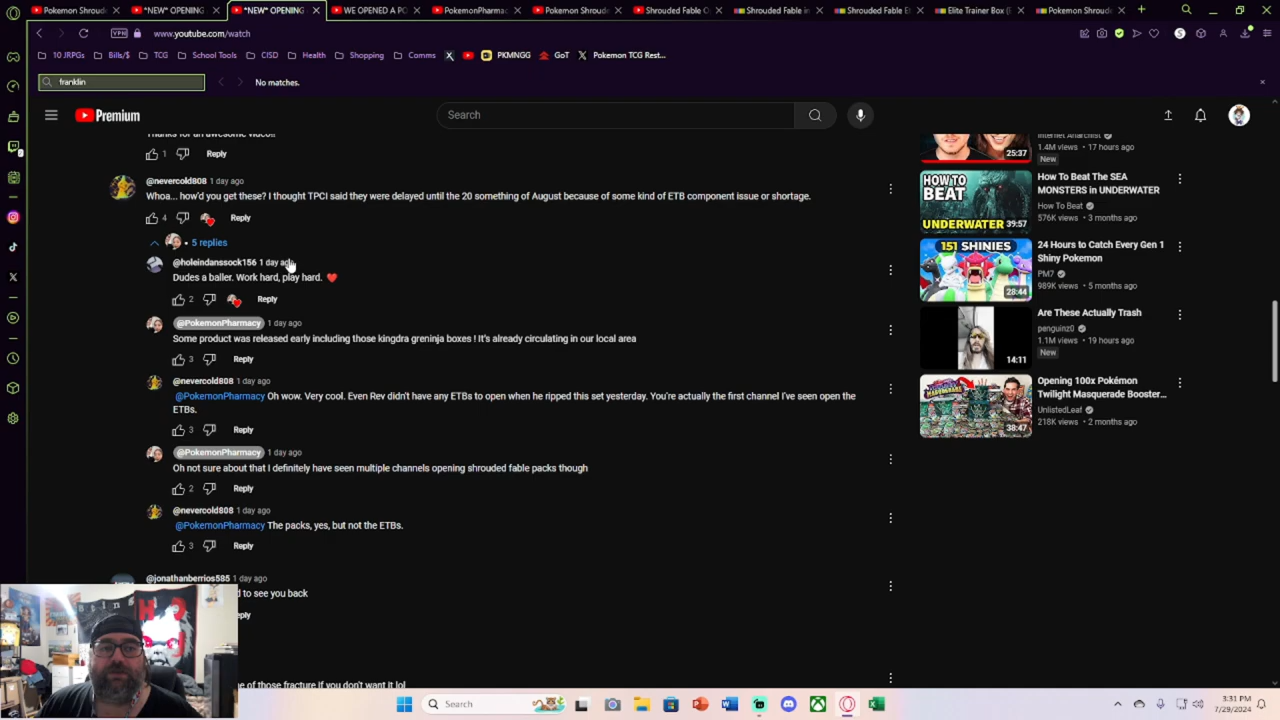 Pokemon Shroude
*NEW* OPENING
*NEW* OPENING
WE OPENED A PO
PokemonPharmac
Pokemon Shroude
Shrouded Fable O
Shrouded Fable in
Shrouded Fable E
Elite Trainer Box (
Pokemon Shroude
VPN
www.youtube.com/watch
10 JRPGs
Bills/$
TCG
School Tools
CISD
Health
Shopping
Comms
PKMNGG
GoT
Pokemon TCG Rest...
franklin
No matches.
Premium
Search
Thanks for an awesome video!!
1
Reply
@nevercold808 1 day ago
Whoa... how'd you get these? I thought TPCI said they were delayed until the 20 something of August because of some kind of ETB component issue or shortage.
4
Reply
5 replies
@holeindanssock156 1 day ago
Dudes a baller. Work hard, play hard. ❤️
2
Reply
@PokemonPharmacy 1 day ago
Some product was released early including those kingdra greninja boxes ! It's already circulating in our local area
3
Reply
@nevercold808 1 day ago
@PokemonPharmacy Oh wow. Very cool. Even Rev didn't have any ETBs to open when he ripped this set yesterday. You're actually the first channel I've seen open the
ETBs.
3
Reply
@PokemonPharmacy 1 day ago
Oh not sure about that I definitely have seen multiple channels opening shrouded fable packs though
2
Reply
@nevercold808 1 day ago
@PokemonPharmacy The packs, yes, but not the ETBs.
3
Reply
@jonathanberrios585 1 day ago
d to see you back
eply
e of those fracture if you don't want it lol
Internet Anarchist
1.4M views • 17 hours ago
New
25:37
How To Beat The SEA
MONSTERS in UNDERWATER
How To Beat
576K views • 3 months ago
HOW TO
BEAT
UNDERWATER
39:57
24 Hours to Catch Every Gen 1
Shiny Pokemon
PM7
989K views • 5 months ago
151 SHINIES
28:44
Are These Actually Trash
penguinz0
1.1M views • 19 hours ago
New
14:11
Opening 100x Pokémon
Twilight Masquerade Booster...
UnlistedLeaf
218K views • 2 months ago
38:47
Search
3:31 PM
7/29/2024